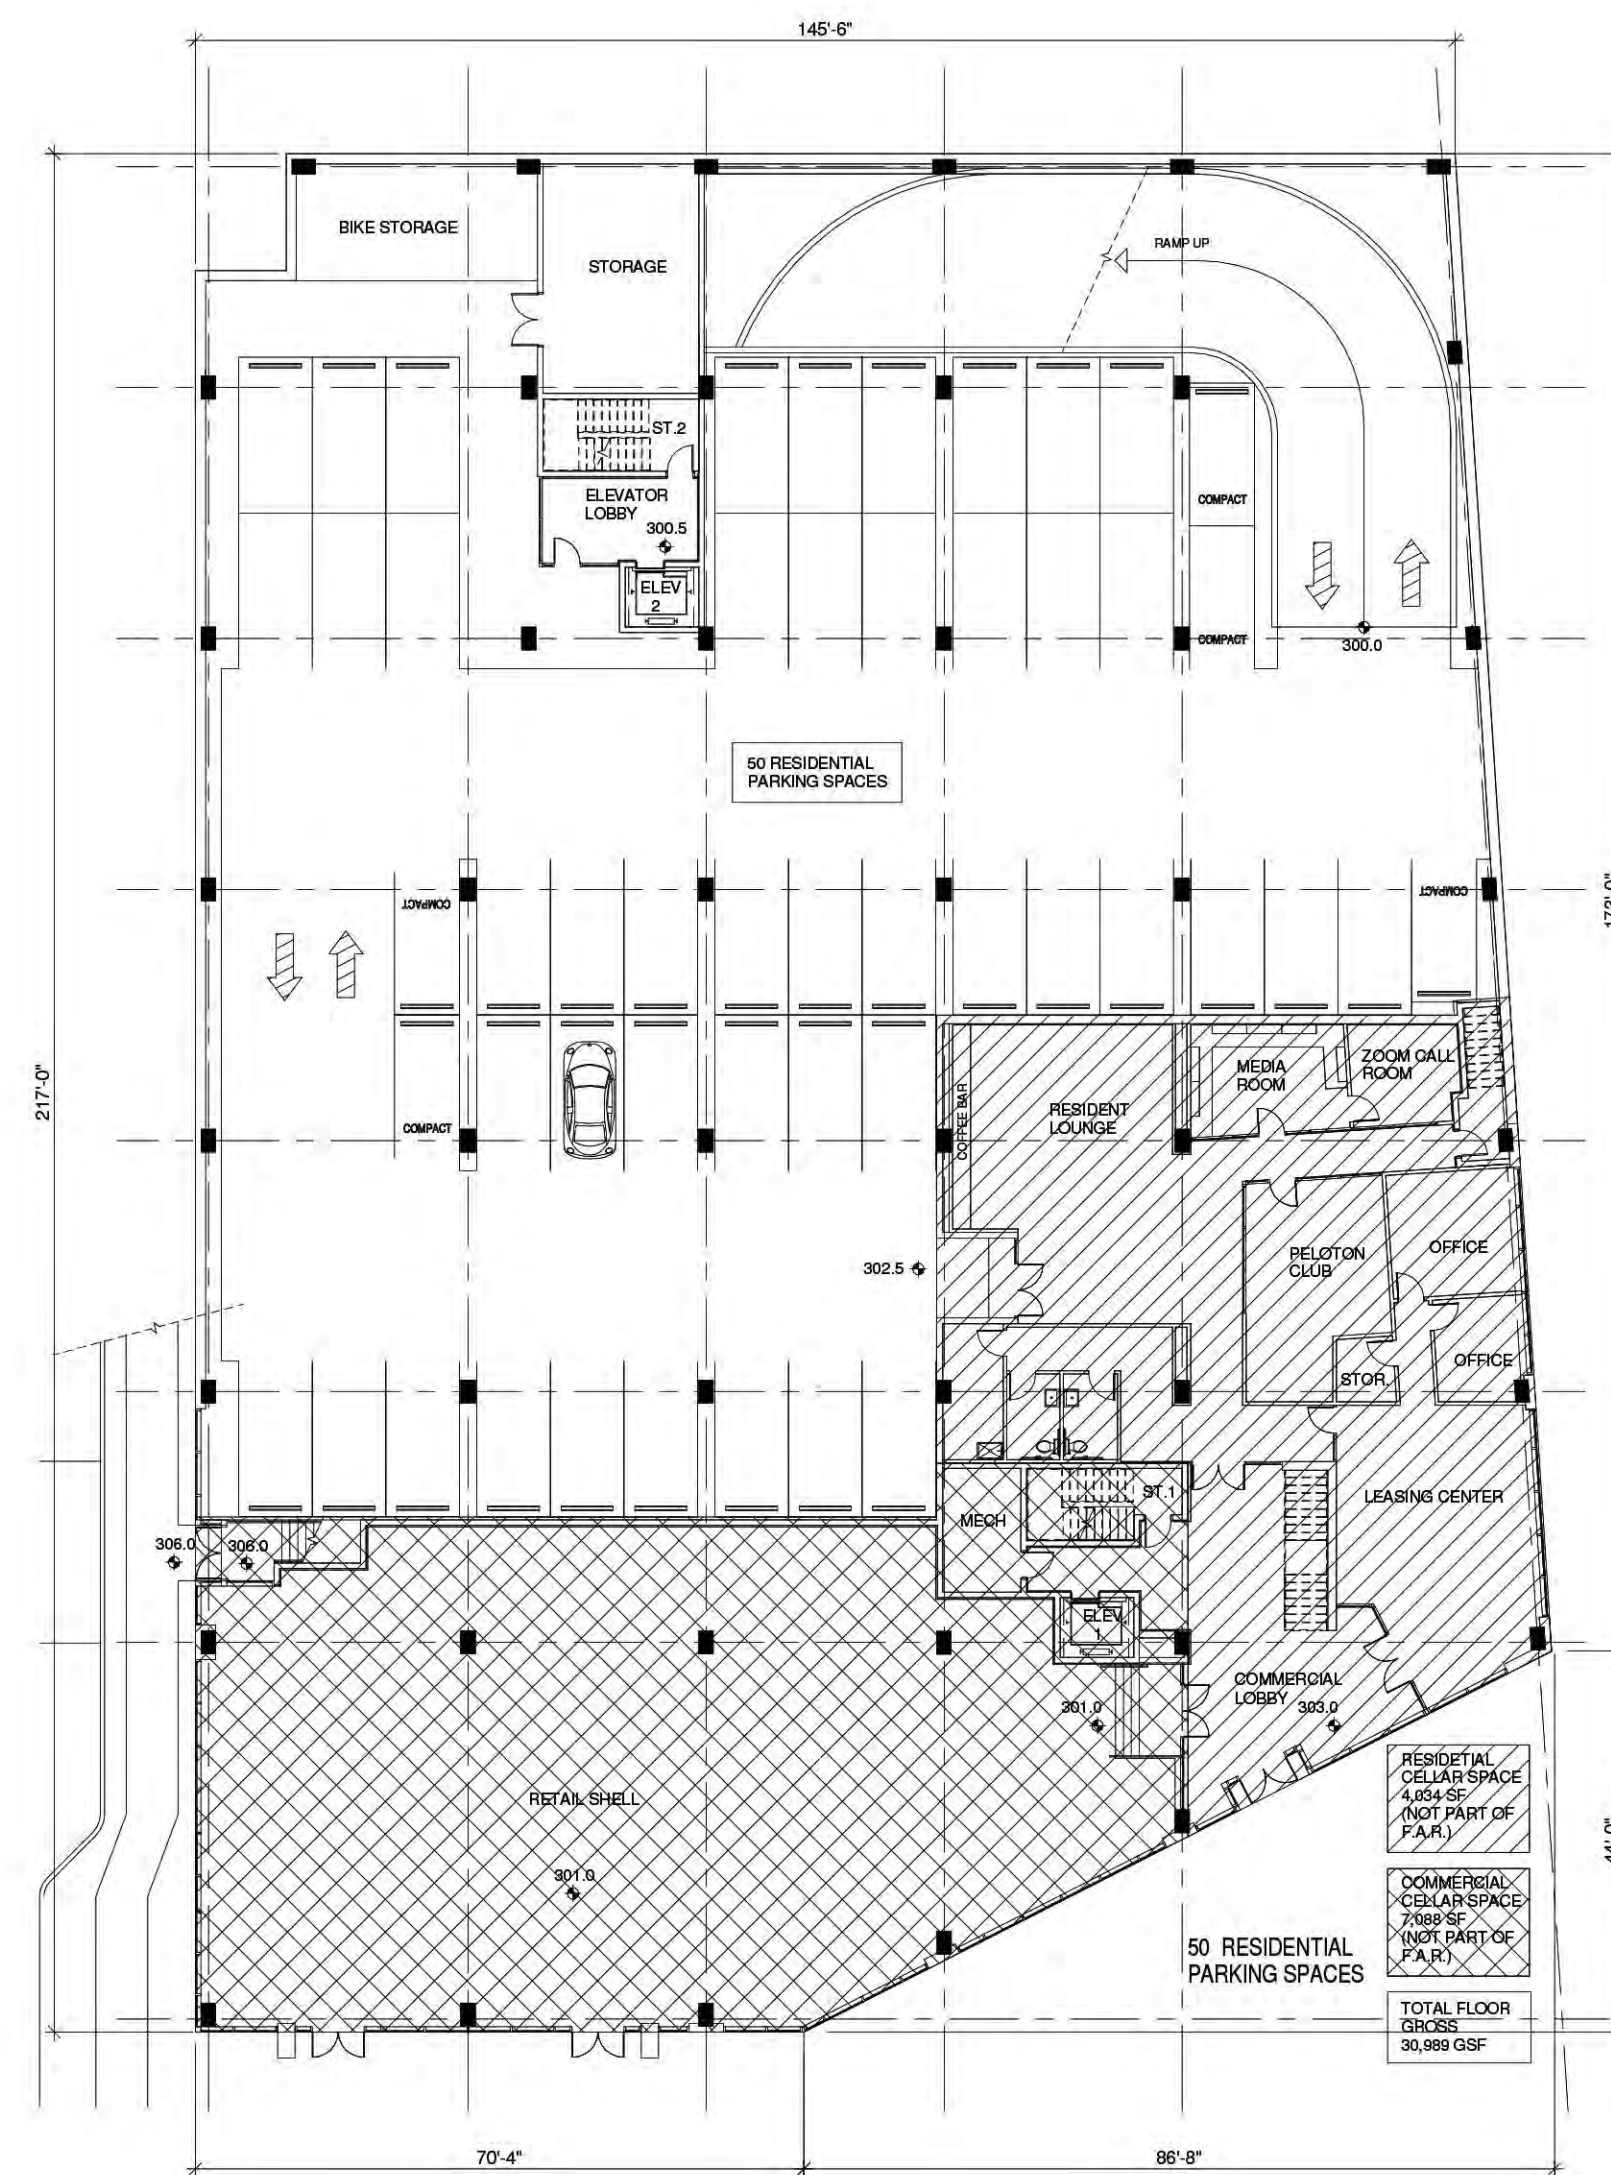 145'-6"
BIKE STORAGE
STORAGE
RAMP UP
ST.2
ELEVATOR
LOBBY
300.5
ELEV
2
COMPACT
COMPACT
300.0
50 RESIDENTIAL
PARKING SPACES
COMPACT
COMPACT
173'-0"
217'-0"
COMPACT
COFFEE BAR
RESIDENT
LOUNGE
MEDIA
ROOM
ZOOM CALL
ROOM
302.5
PELOTON
CLUB
OFFICE
OFFICE
STOR.
LEASING CENTER
MECH
ST.1
306.0
306.0
ELEV
1
COMMERCIAL
LOBBY
301.0
303.0
RETAIL SHELL
301.0
RESIDETIAL
CELLAR SPACE
4,034 SF
(NOT PART OF
F.A.R.)
44'-0"
COMMERCIAL
CELLAR SPACE
7,088 SF
(NOT PART OF
F.A.R.)
50 RESIDENTIAL
PARKING SPACES
TOTAL FLOOR
GROSS
30,989 GSF
70'-4"
86'-8"